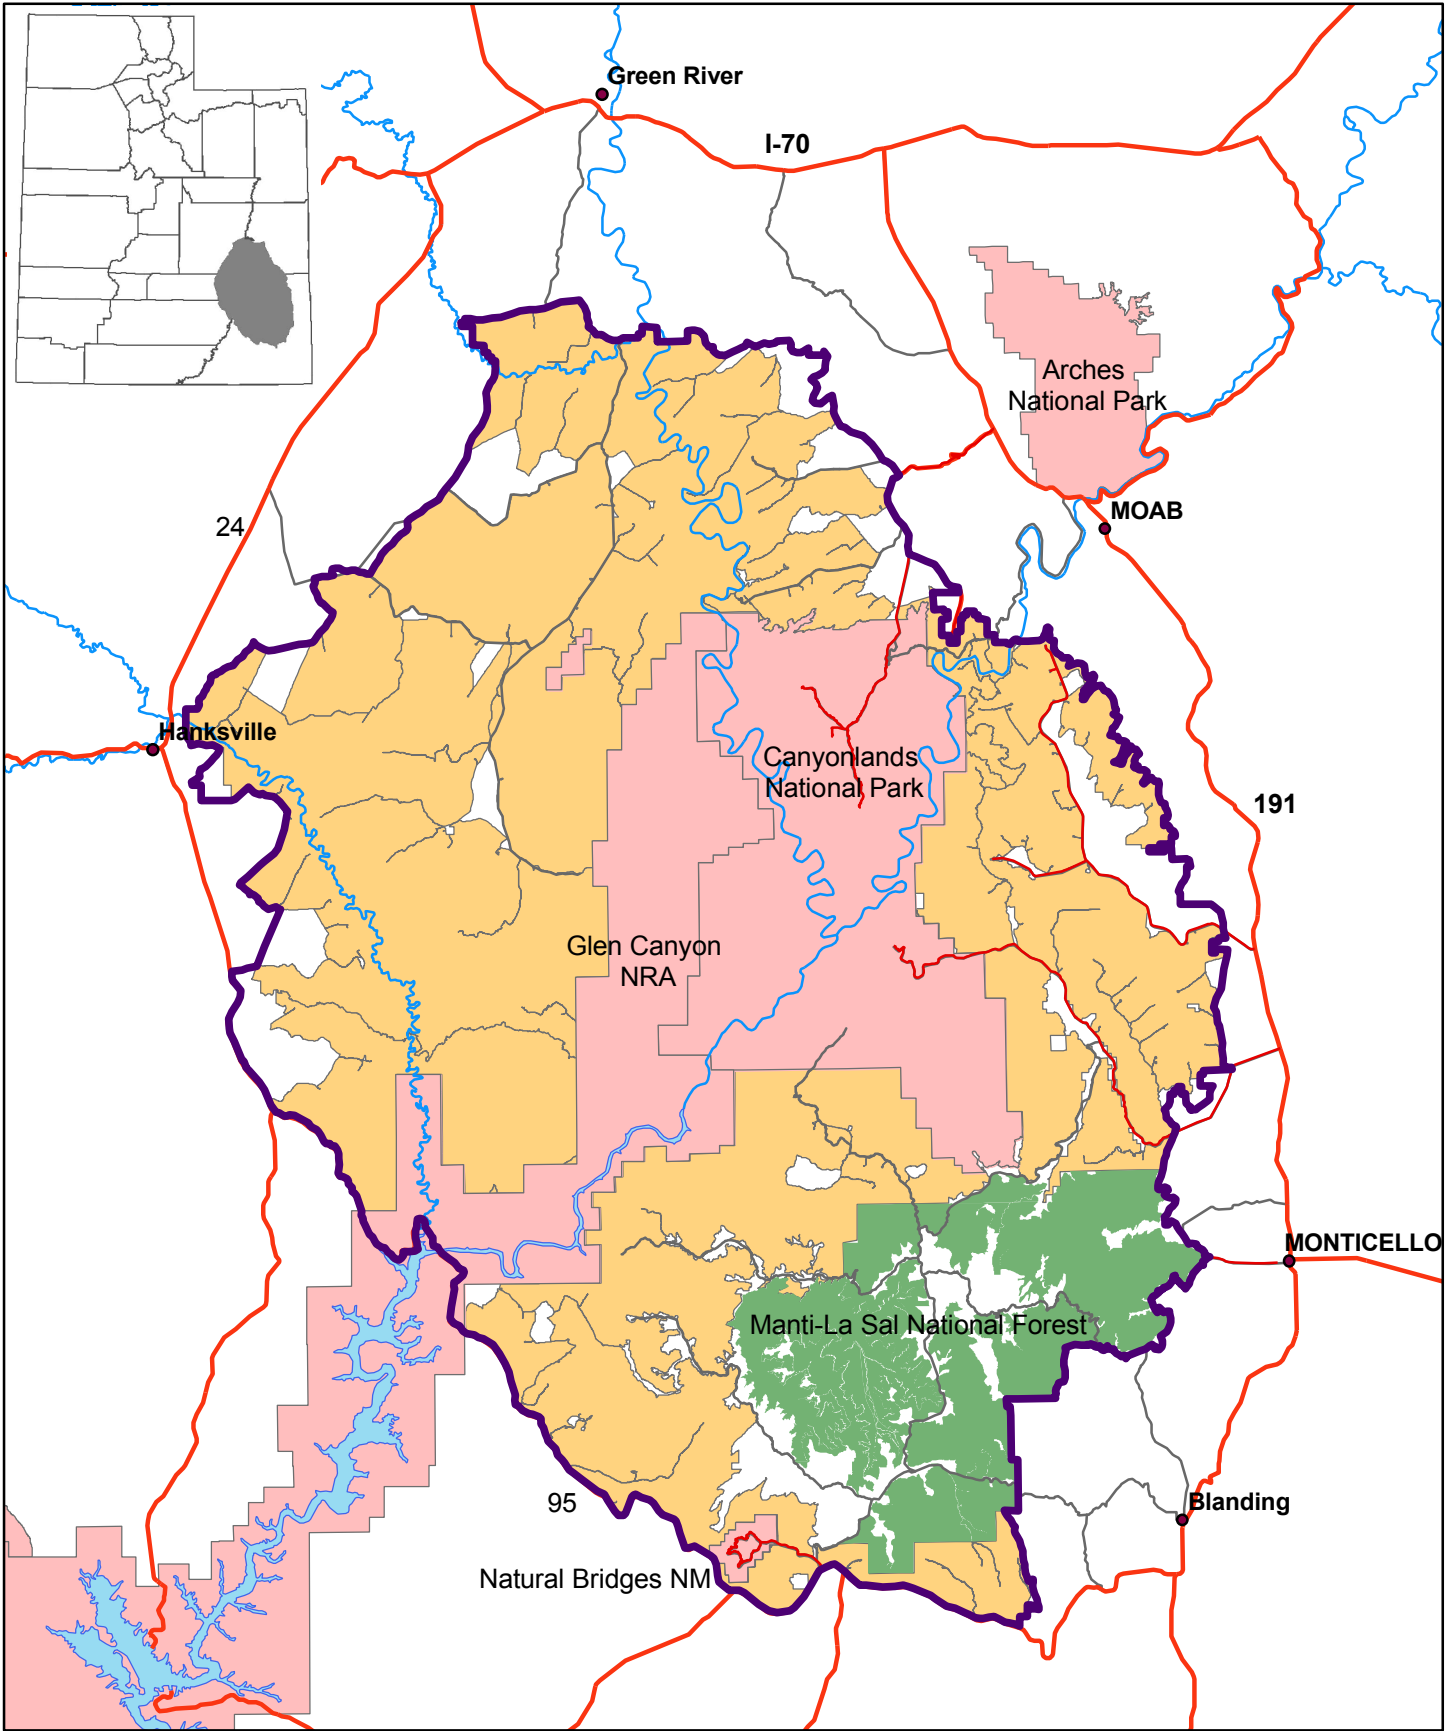 Green River
I-70
Arches
National Park
MOAB
24
Hanksville
Canyonlands
National Park
191
Glen Canyon
NRA
MONTICELLO
Manti-La Sal National Forest
95
Blanding
Natural Bridges NM